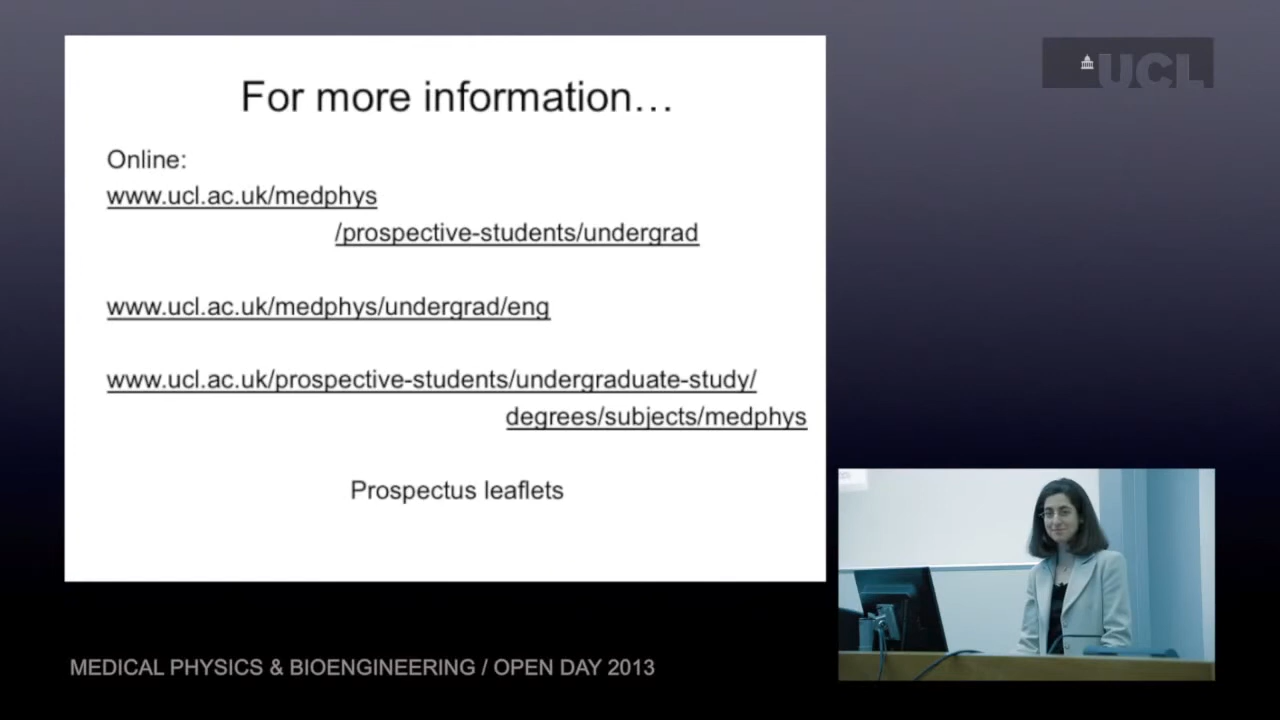 UCL
For more information…
Online:
www.ucl.ac.uk/medphys
/prospective-students/undergrad
www.ucl.ac.uk/medphys/undergrad/eng
www.ucl.ac.uk/prospective-students/undergraduate-study/
degrees/subjects/medphys
Prospectus leaflets
MEDICAL PHYSICS & BIOENGINEERING / OPEN DAY 2013